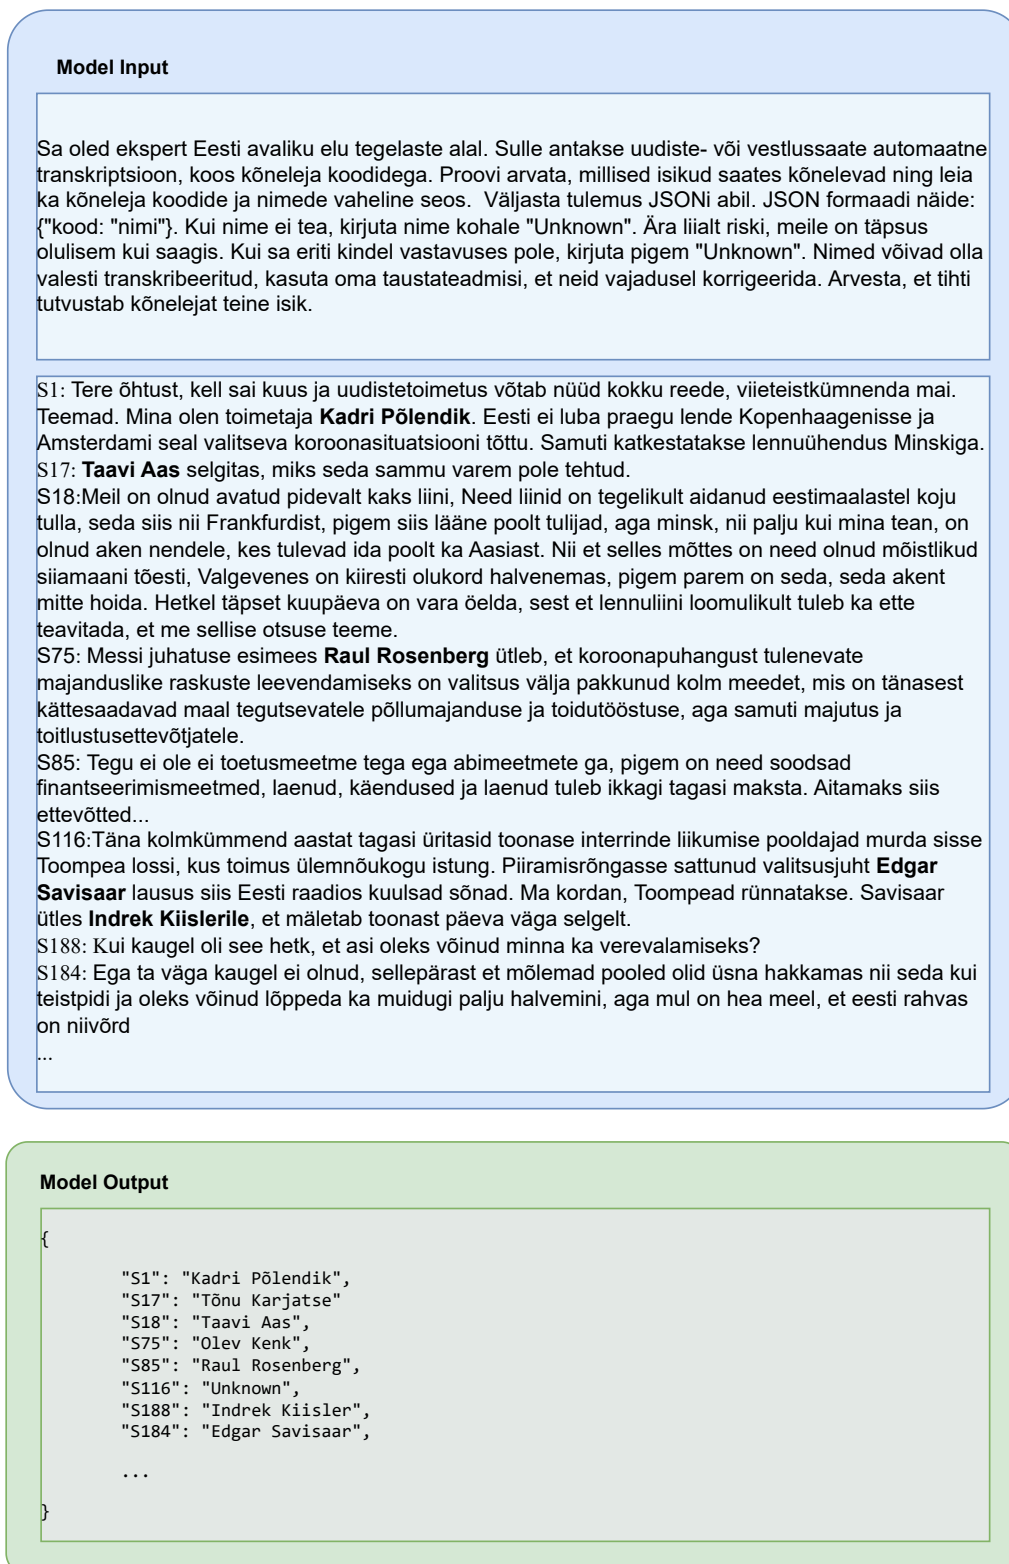 Model Input
Sa oled ekspert Eesti avaliku elu tegelaste alal. Sulle antakse uudiste- või vestlussaate automaatne
transkriptsioon, koos kõneleja koodidega. Proovi arvata, millised isikud saates kõnelevad ning leia
ka kõneleja koodide ja nimede vaheline seos.  Väljasta tulemus JSONi abil. JSON formaadi näide:
{"kood: "nimi"}. Kui nime ei tea, kirjuta nime kohale "Unknown". Ära liialt riski, meile on täpsus
olulisem kui saagis. Kui sa eriti kindel vastavuses pole, kirjuta pigem "Unknown". Nimed võivad olla
valesti transkribeeritud, kasuta oma taustateadmisi, et neid vajadusel korrigeerida. Arvesta, et tihti
tutvustab kõnelejat teine isik.
S1: Tere õhtust, kell sai kuus ja uudistetoimetus võtab nüüd kokku reede, viieteistkümnenda mai.
Teemad. Mina olen toimetaja Kadri Põlendik. Eesti ei luba praegu lende Kopenhaagenisse ja
Amsterdami seal valitseva koroonasituatsiooni tõttu. Samuti katkestatakse lennuühendus Minskiga.
S17: Taavi Aas selgitas, miks seda sammu varem pole tehtud.
S18:Meil on olnud avatud pidevalt kaks liini, Need liinid on tegelikult aidanud eestimaalastel koju
tulla, seda siis nii Frankfurdist, pigem siis lääne poolt tulijad, aga minsk, nii palju kui mina tean, on
olnud aken nendele, kes tulevad ida poolt ka Aasiast. Nii et selles mõttes on need olnud mõistlikud
siiamaani tõesti, Valgevenes on kiiresti olukord halvenemas, pigem parem on seda, seda akent
mitte hoida. Hetkel täpset kuupäeva on vara öelda, sest et lennuliini loomulikult tuleb ka ette
teavitada, et me sellise otsuse teeme.
S75: Messi juhatuse esimees Raul Rosenberg ütleb, et koroonapuhangust tulenevate
majanduslike raskuste leevendamiseks on valitsus välja pakkunud kolm meedet, mis on tänasest
kättesaadavad maal tegutsevatele põllumajanduse ja toidutööstuse, aga samuti majutus ja
toitlustusettevõtjatele.
S85: Tegu ei ole ei toetusmeetme tega ega abimeetmete ga, pigem on need soodsad
finantseerimismeetmed, laenud, käendused ja laenud tuleb ikkagi tagasi maksta. Aitamaks siis
ettevõtted...
S116:Täna kolmkümmend aastat tagasi üritasid toonase interrinde liikumise pooldajad murda sisse
Toompea lossi, kus toimus ülemnõukogu istung. Piiramisrõngasse sattunud valitsusjuht Edgar
Savisaar lausus siis Eesti raadios kuulsad sõnad. Ma kordan, Toompead rünnatakse. Savisaar
ütles Indrek Kiislerile, et mäletab toonast päeva väga selgelt.
S188: Kui kaugel oli see hetk, et asi oleks võinud minna ka verevalamiseks?
S184: Ega ta väga kaugel ei olnud, sellepärast et mõlemad pooled olid üsna hakkamas nii seda kui
teistpidi ja oleks võinud lõppeda ka muidugi palju halvemini, aga mul on hea meel, et eesti rahvas
on niivõrd
...
Model Output
{
"S1": "Kadri Põlendik",
"S17": "Tõnu Karjatse"
"S18": "Taavi Aas",
"S75": "Olev Kenk",
"S85": "Raul Rosenberg",
"S116": "Unknown",
"S188": "Indrek Kiisler",
"S184": "Edgar Savisaar",
...
}